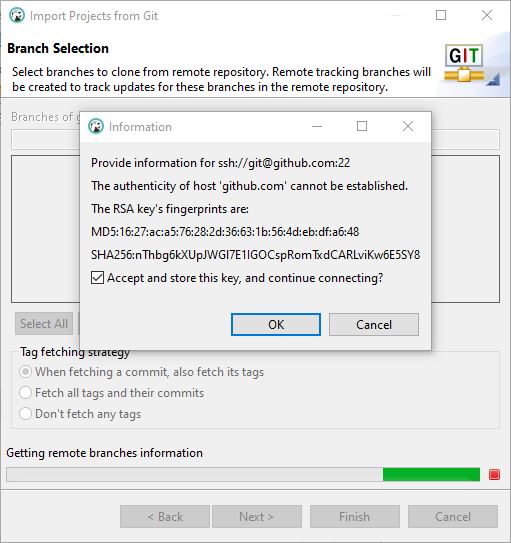 Import Projects from Git
Branch Selection
Select branches to clone from remote repository. Remote tracking branches will
be created to track updates for these branches in the remote repository.
GIT
Branches of
Information
Provide information for ssh://git@github.com:22
The authenticity of host 'github.com' cannot be established.
The RSA key's fingerprints are:
MD5:16:27:ac:a5:76:28:2d:36:63:1b:56:4d:eb:df:a6:48
SHA256:nThbg6kXUpJWGl7E1IGOCspRomTxdCARLviKw6E5SY8
Accept and store this key, and continue connecting?
OK
Cancel
Select All
Tag fetching strategy
When fetching a commit, also fetch its tags
Fetch all tags and their commits
Don't fetch any tags
Getting remote branches information
< Back
Next >
Finish
Cancel